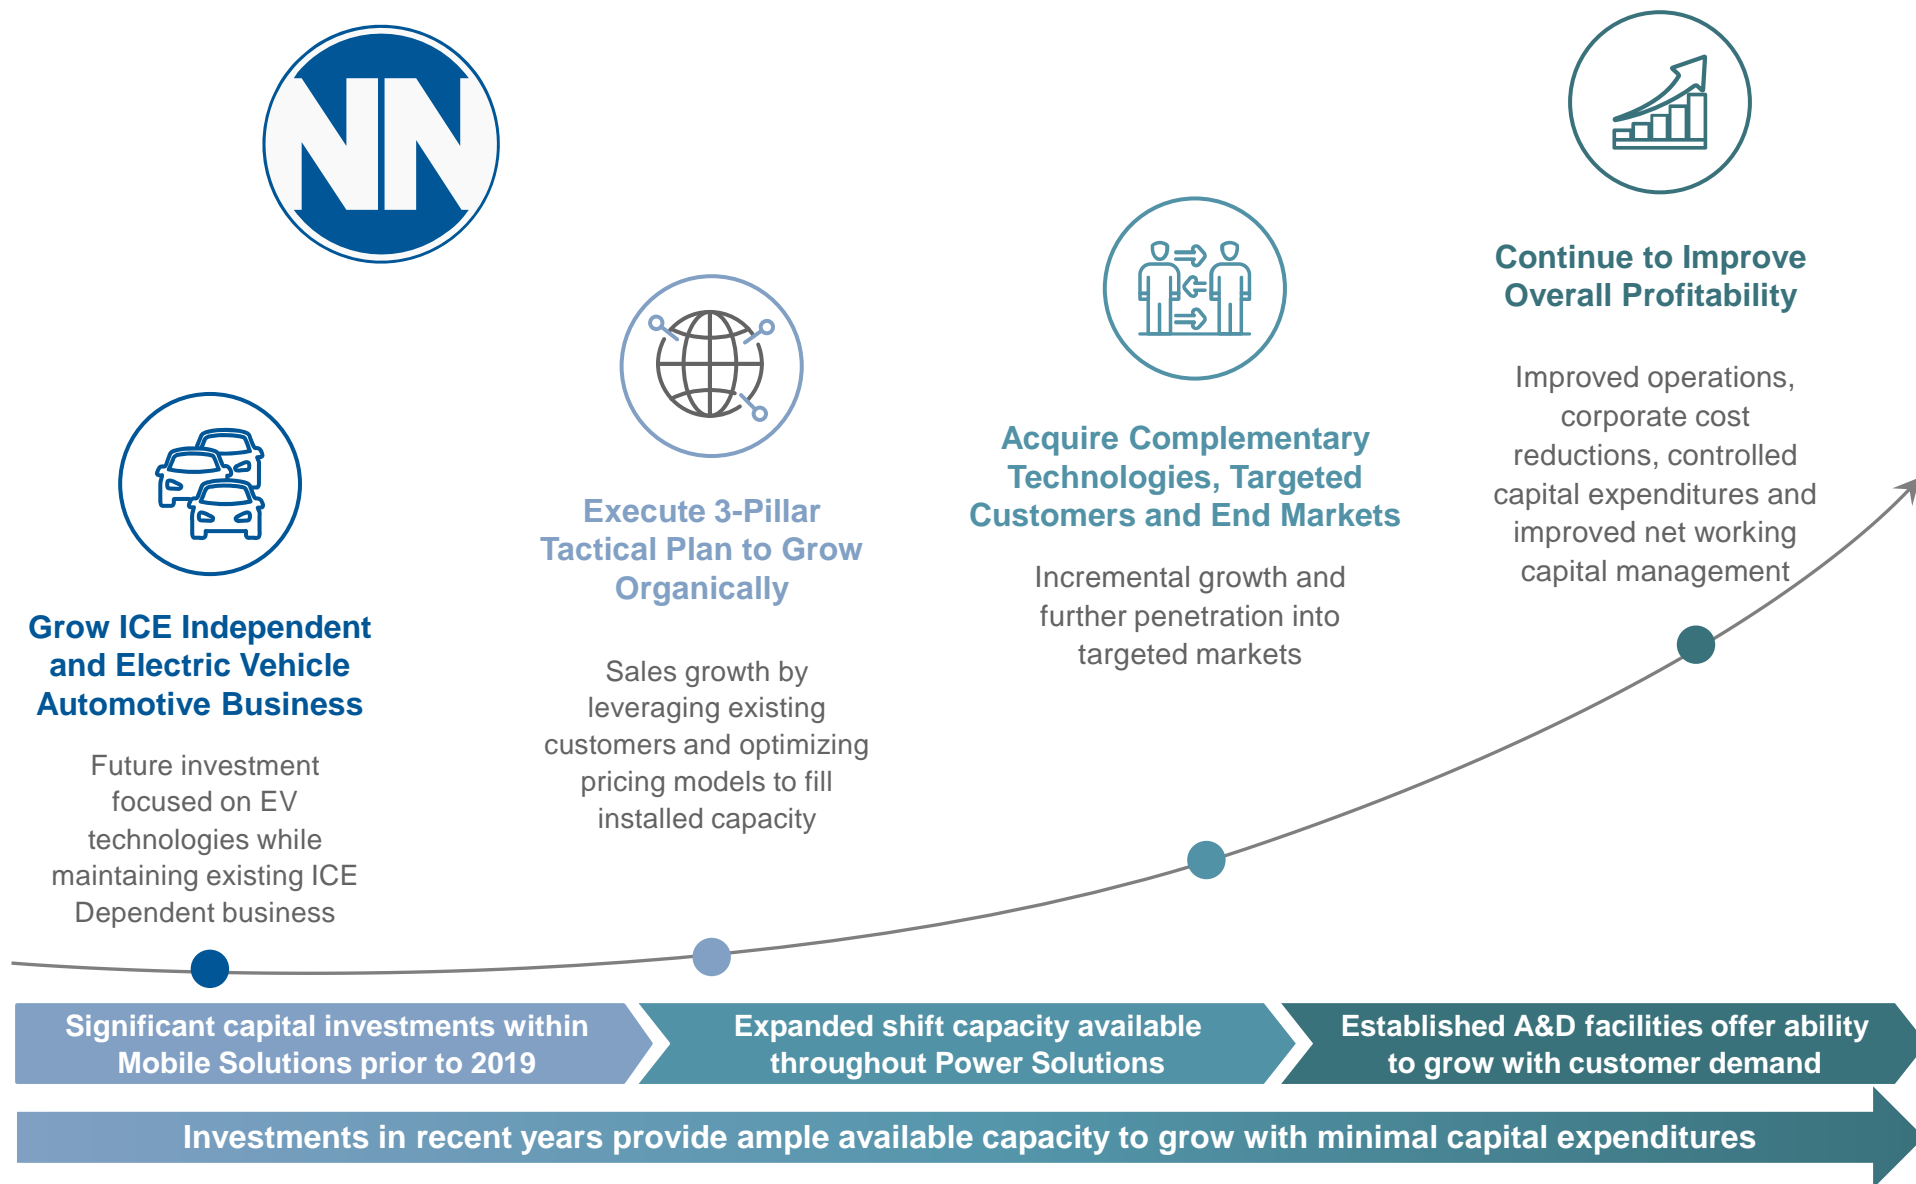 NN
Grow ICE Independent
and Electric Vehicle
Automotive Business
Future investment
focused on EV
technologies while
maintaining existing ICE
Dependent business
Execute 3-Pillar
Tactical Plan to Grow
Organically
Sales growth by
leveraging existing
customers and optimizing
pricing models to fill
installed capacity
Acquire Complementary
Technologies, Targeted
Customers and End Markets
Incremental growth and
further penetration into
targeted markets
Continue to Improve
Overall Profitability
Improved operations,
corporate cost
reductions, controlled
capital expenditures and
improved net working
capital management
Significant capital investments within
Mobile Solutions prior to 2019
Expanded shift capacity available
throughout Power Solutions
Established A&D facilities offer ability
to grow with customer demand
Investments in recent years provide ample available capacity to grow with minimal capital expenditures